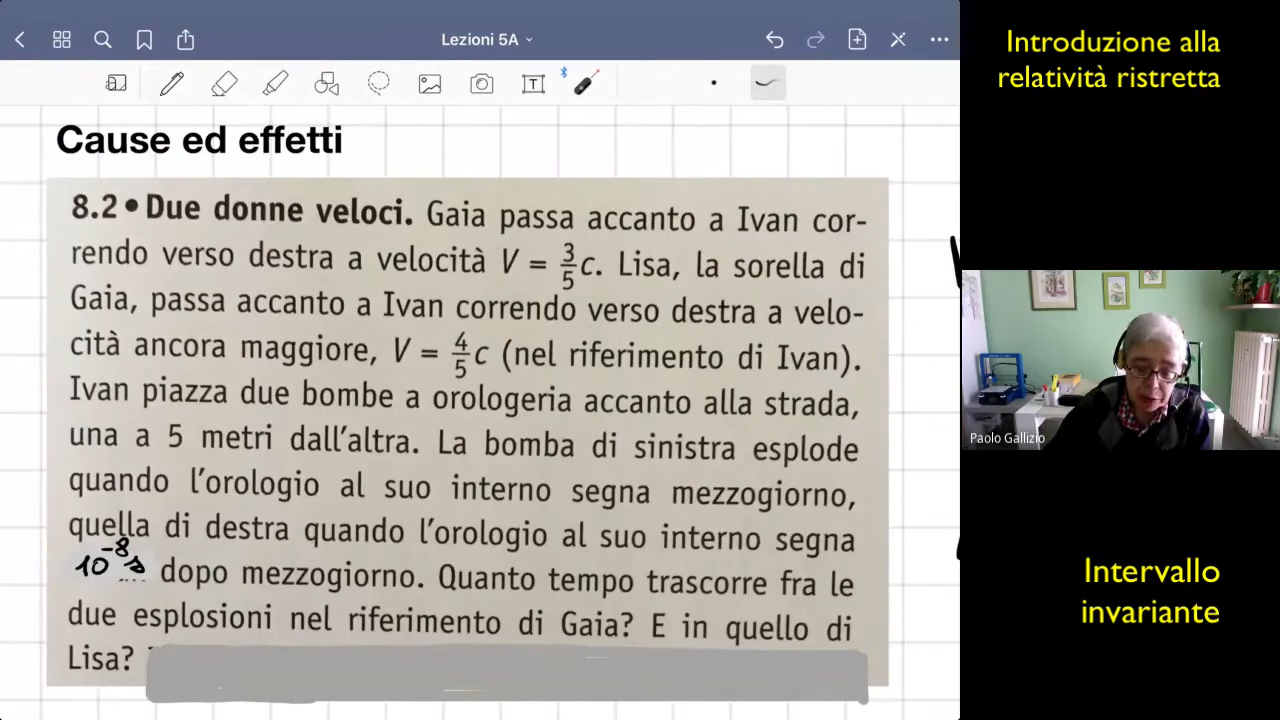 Lezioni 5A
Introduzione alla
relatività ristretta
Cause ed effetti
8.2 • Due donne veloci. Gaia passa accanto a Ivan cor-
rendo verso destra a velocità V = 3/5 c. Lisa, la sorella di
Gaia, passa accanto a Ivan correndo verso destra a velo-
cità ancora maggiore, V = 4/5 c (nel riferimento di Ivan).
Ivan piazza due bombe a orologeria accanto alla strada,
una a 5 metri dall'altra. La bomba di sinistra esplode
quando l'orologio al suo interno segna mezzogiorno,
quella di destra quando l'orologio al suo interno segna
10⁻⁸ s dopo mezzogiorno. Quanto tempo trascorre fra le
due esplosioni nel riferimento di Gaia? E in quello di
Lisa?
Paolo Gallizio
Intervallo
invariante